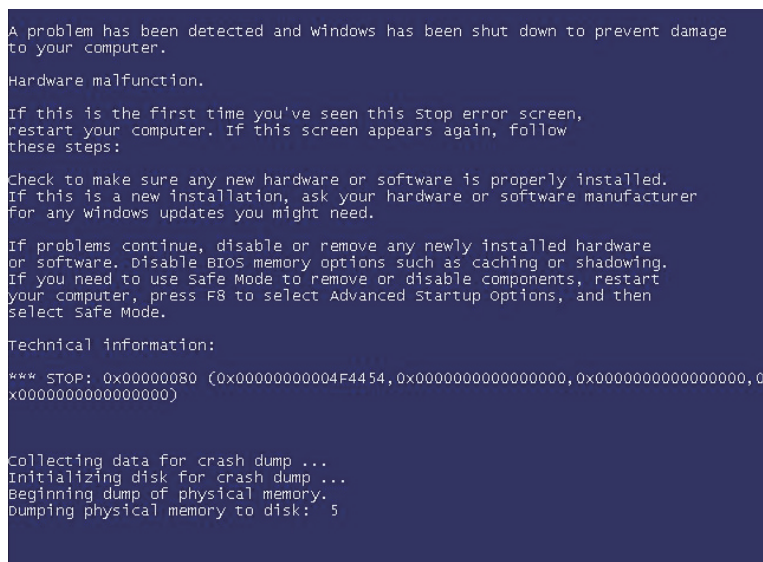 A problem has been detected and Windows has been shut down to prevent damage
to your computer.
Hardware malfunction.
If this is the first time you've seen this Stop error screen,
restart your computer. If this screen appears again, follow
these steps:
Check to make sure any new hardware or software is properly installed.
If this is a new installation, ask your hardware or software manufacturer
for any Windows updates you might need.
If problems continue, disable or remove any newly installed hardware
or software. Disable BIOS memory options such as caching or shadowing.
If you need to use Safe Mode to remove or disable components, restart
your computer, press F8 to select Advanced Startup Options, and then
select Safe Mode.
Technical information:
*** STOP: 0x00000080 (0x00000000004F4454,0x0000000000000000,0x0000000000000000,0
x0000000000000000)
Collecting data for crash dump ...
Initializing disk for crash dump ...
Beginning dump of physical memory.
Dumping physical memory to disk: 5